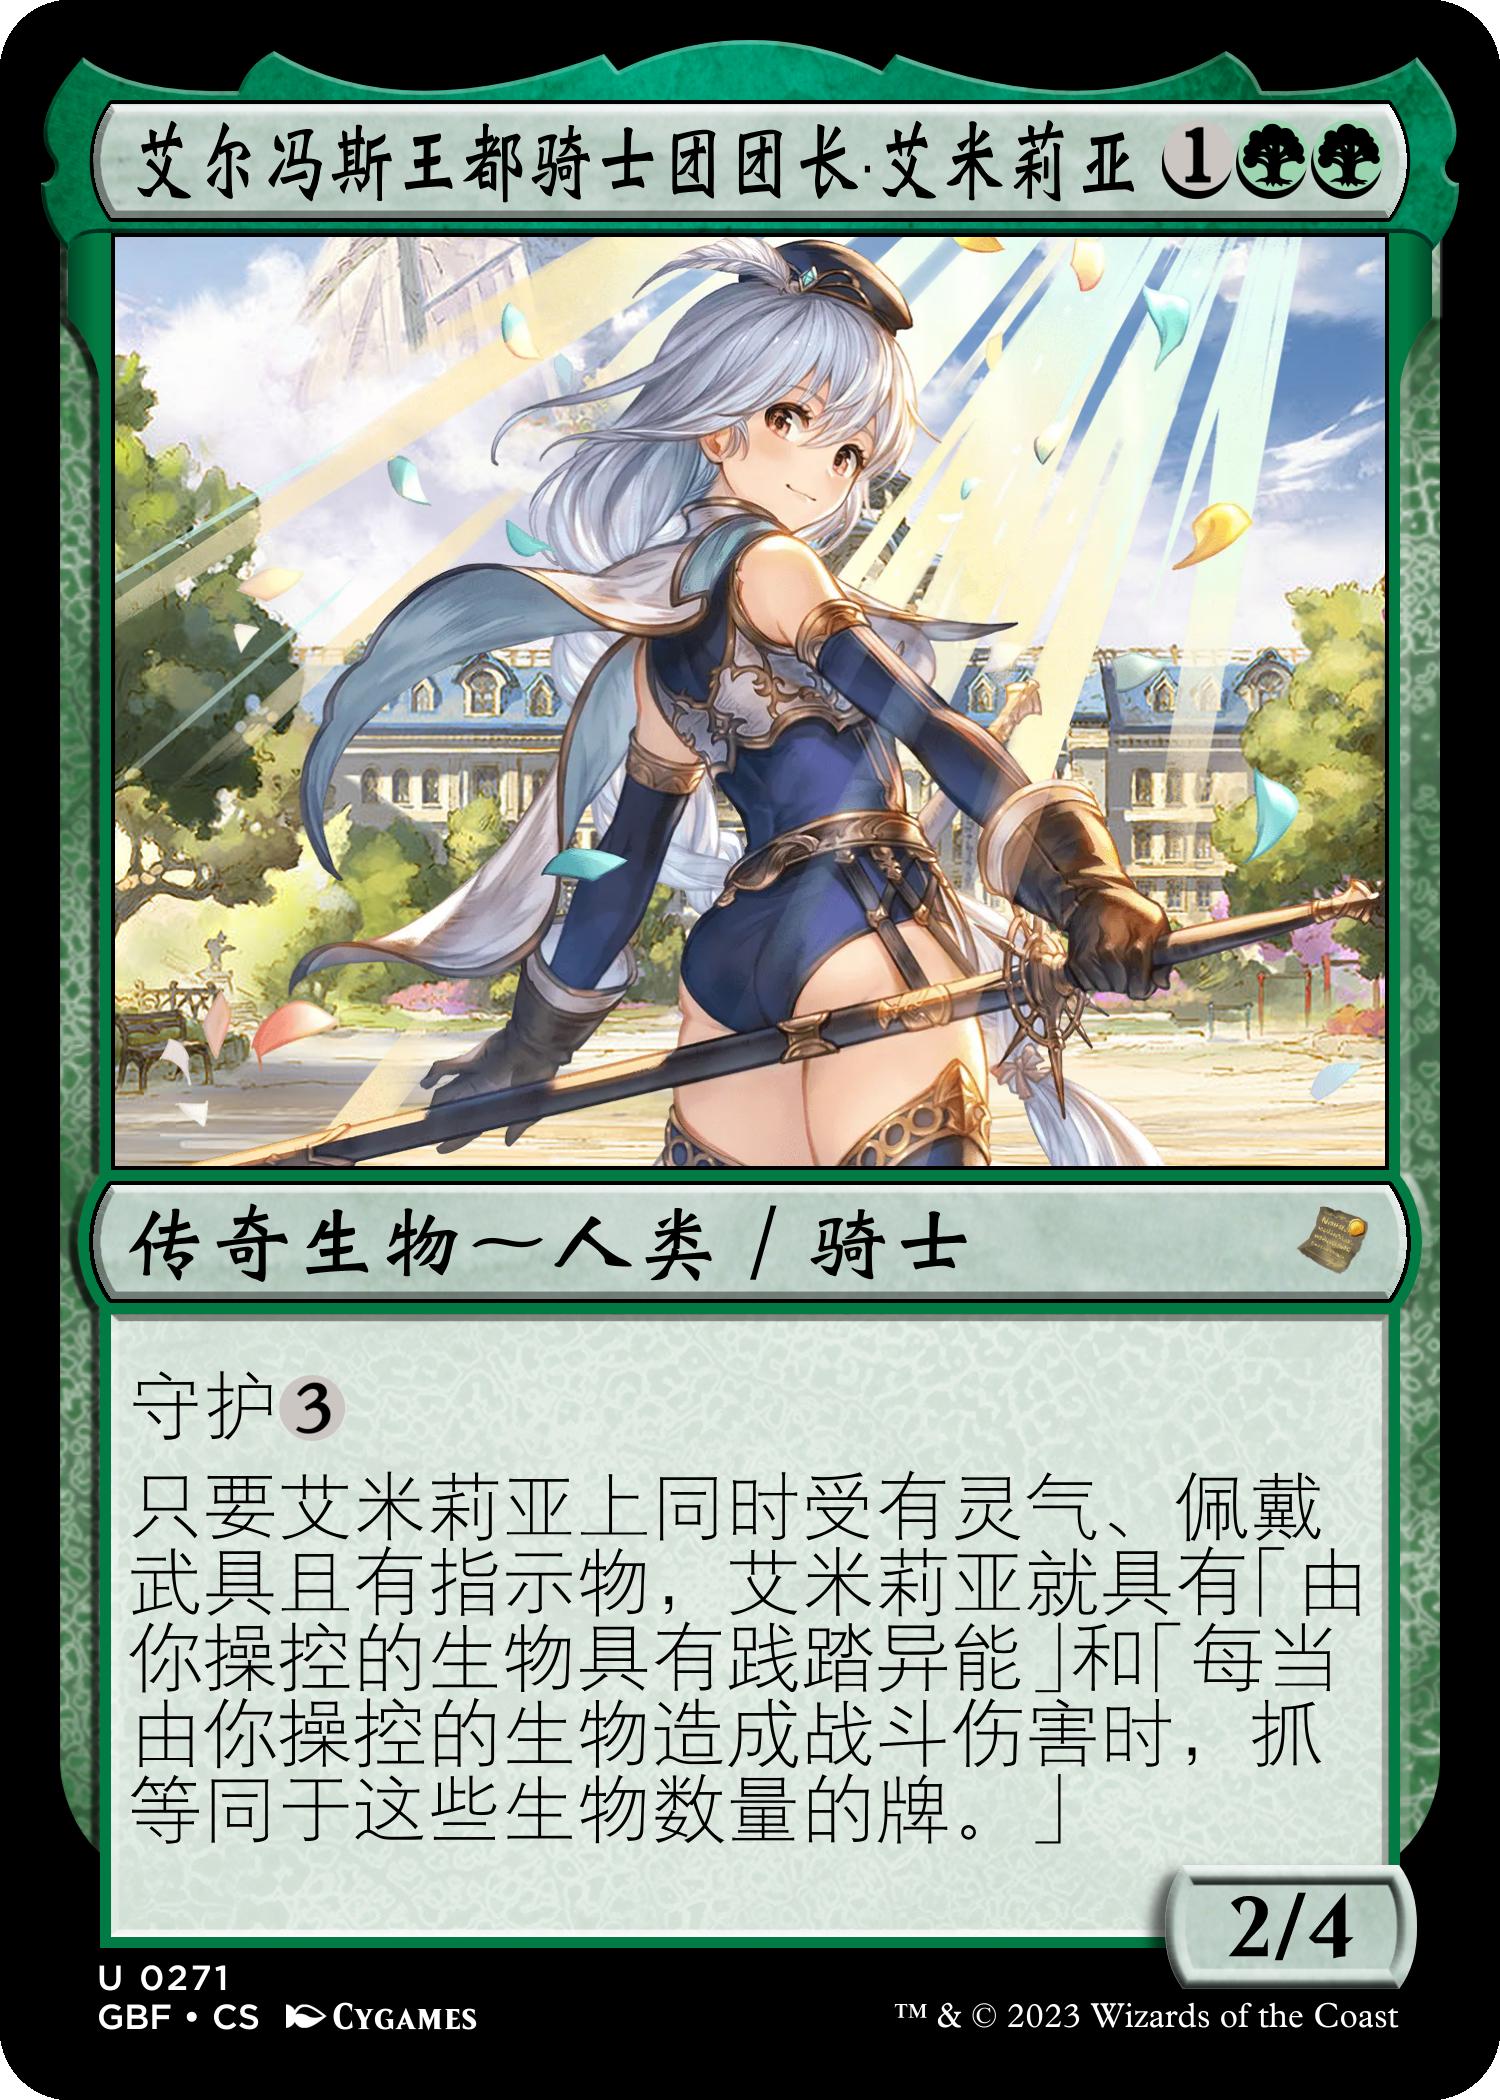 艾尔冯斯王都骑士团团长·艾米莉亚 1
传奇生物～人类 / 骑士
守护3
只要艾米莉亚上同时受有灵气、佩戴
武具且有指示物，艾米莉亚就具有「由
你操控的生物具有践踏异能」和「每当
由你操控的生物造成战斗伤害时，抓
等同于这些生物数量的牌。」
2/4
U 0271
GBF • CS CYGAMES
™ & © 2023 Wizards of the Coast